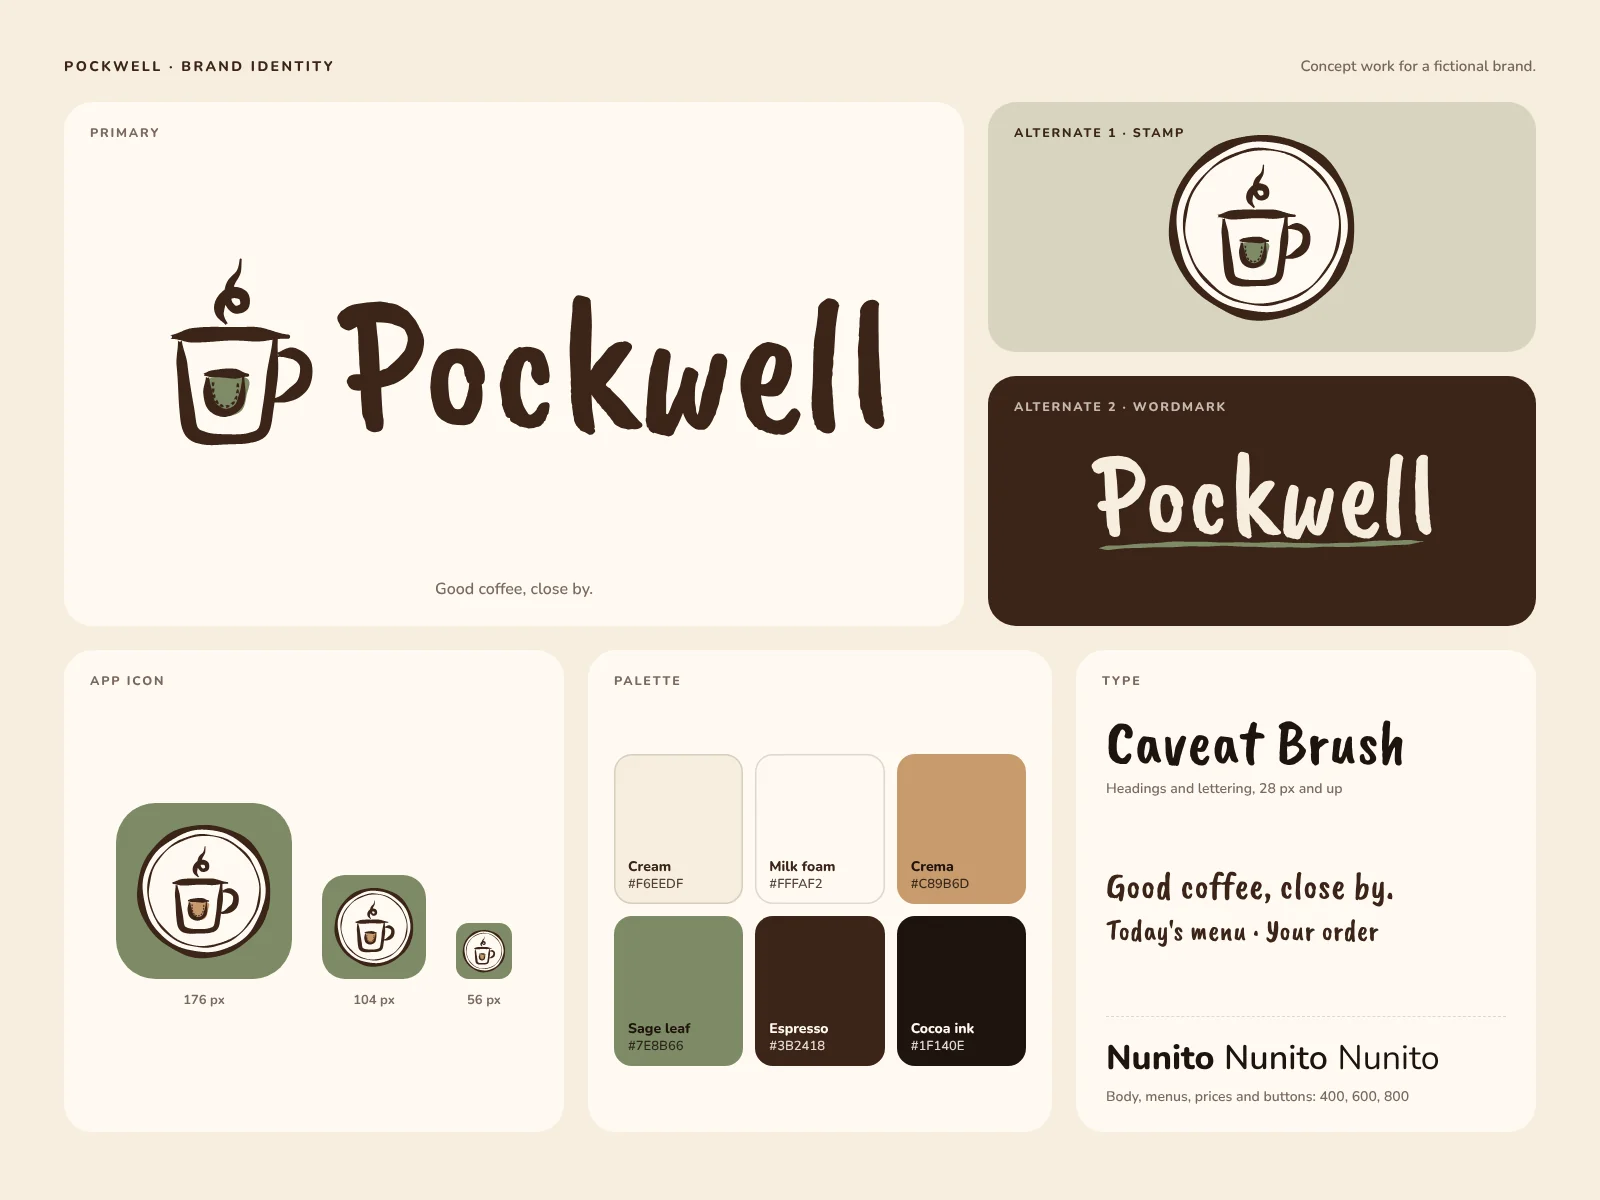 POCKWELL · BRAND IDENTITY
Concept work for a fictional brand.
PRIMARY
Pockwell
Good coffee, close by.
ALTERNATE 1 · STAMP
ALTERNATE 2 · WORDMARK
Pockwell
APP ICON
176 px
104 px
56 px
PALETTE
Cream
#F6EEDF
Milk foam
#FFFAF2
Crema
#C89B6D
Sage leaf
#7E8B66
Espresso
#3B2418
Cocoa ink
#1F140E
TYPE
Caveat Brush
Headings and lettering, 28 px and up
Good coffee, close by.
Today's menu · Your order
Nunito Nunito Nunito
Body, menus, prices and buttons: 400, 600, 800